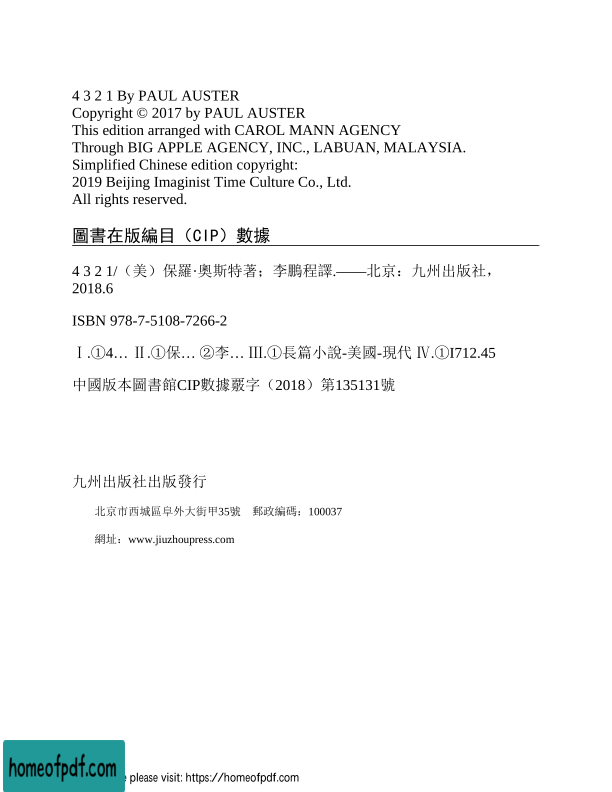 4 3 2 1 By PAUL AUSTER
Copyright © 2017 by PAUL AUSTER
This edition arranged with CAROL MANN AGENCY
Through BIG APPLE AGENCY, INC., LABUAN, MALAYSIA.
Simplified Chinese edition copyright:
2019 Beijing Imaginist Time Culture Co., Ltd.
All rights reserved.
圖書在版編目（CIP）數據
4 3 2 1/（美）保羅·奧斯特著；李鵬程譯.——北京：九州出版社，
2018.6
ISBN 978-7-5108-7266-2
Ⅰ.①4… Ⅱ.①保… ②李… Ⅲ.①長篇小說-美國-現代 Ⅳ.①I712.45
中國版本圖書館CIP數據覈字（2018）第135131號
九州出版社出版發行
北京市西城區阜外大街甲35號　郵政編碼：100037
網址：www.jiuzhoupress.com
homeofpdf.com
please visit: https://homeofpdf.com